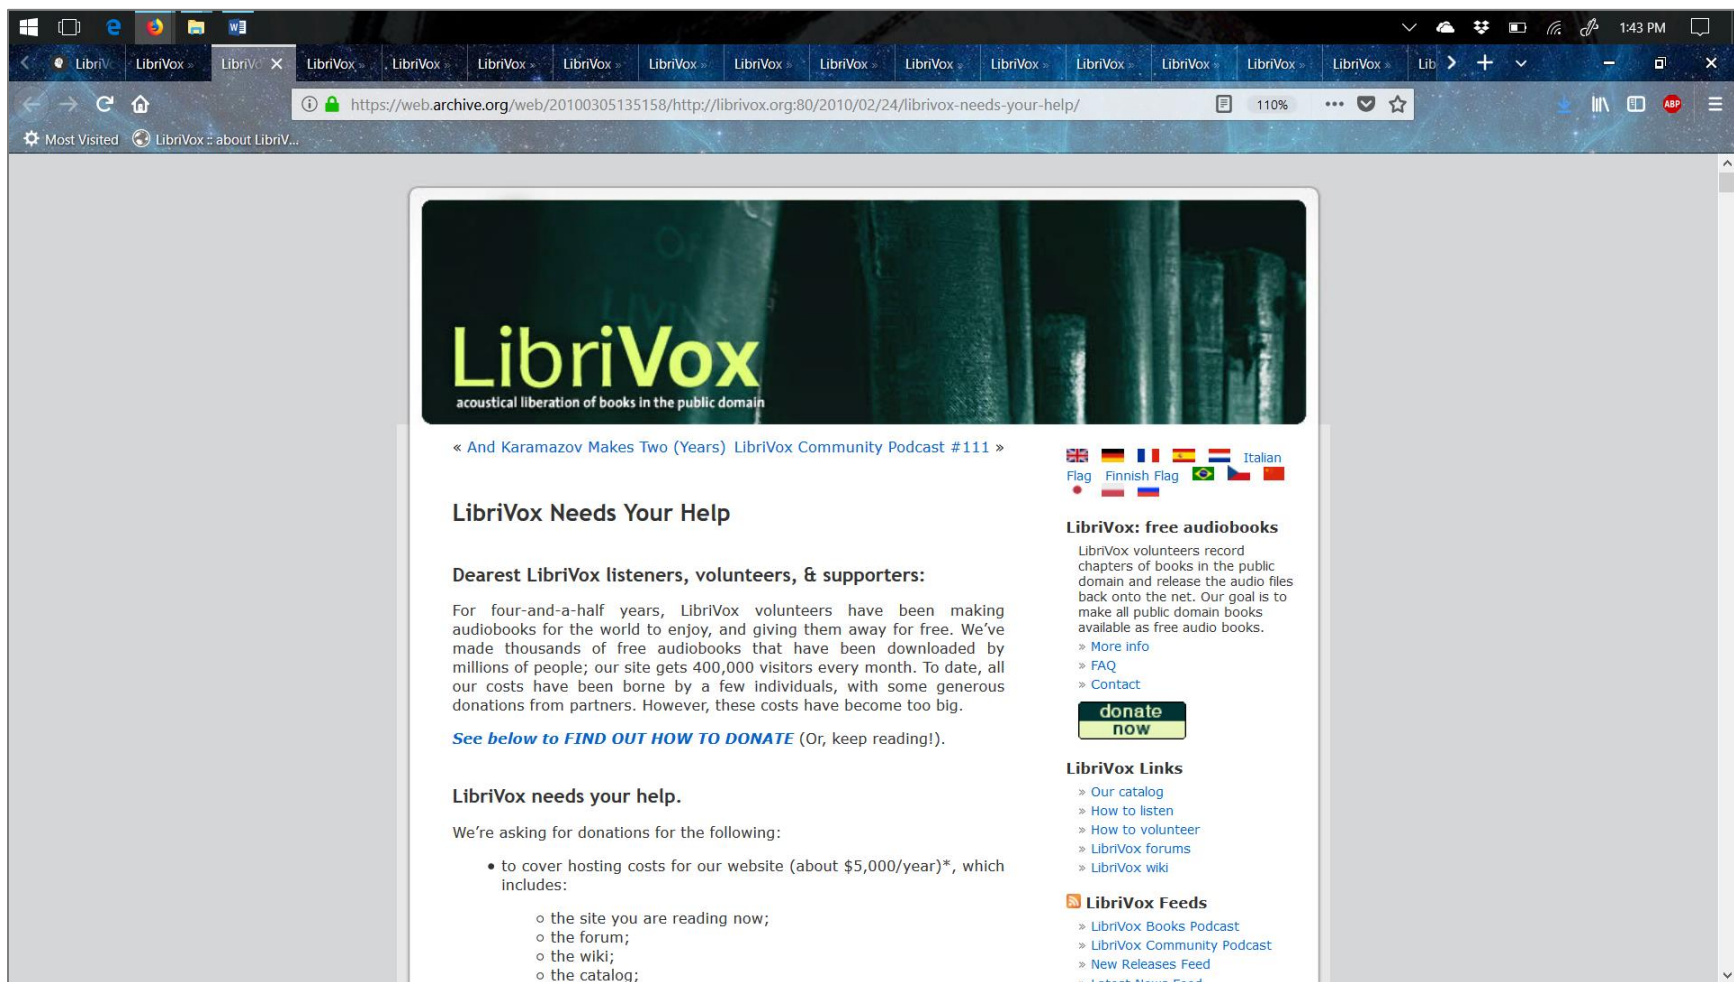 1:43 PM
LibriV
LibriVox »
LibriVo
LibriVox »
LibriVox »
LibriVox »
LibriVox »
LibriVox »
LibriVox »
LibriVox »
LibriVox »
LibriVox »
LibriVox »
LibriVox »
LibriVox »
LibriVox »
Lib
https://web.archive.org/web/20100305135158/http://librivox.org:80/2010/02/24/librivox-needs-your-help/
110%
ABP
Most Visited
LibriVox :: about LibriV...
LibriVox
acoustical liberation of books in the public domain
« And Karamazov Makes Two (Years) LibriVox Community Podcast #111 »
LibriVox Needs Your Help
Dearest LibriVox listeners, volunteers, & supporters:
For four-and-a-half years, LibriVox volunteers have been making
audiobooks for the world to enjoy, and giving them away for free. We've
made thousands of free audiobooks that have been downloaded by
millions of people; our site gets 400,000 visitors every month. To date, all
our costs have been borne by a few individuals, with some generous
donations from partners. However, these costs have become too big.
See below to FIND OUT HOW TO DONATE (Or, keep reading!).
LibriVox needs your help.
We're asking for donations for the following:
• to cover hosting costs for our website (about $5,000/year)*, which
includes:
○ the site you are reading now;
○ the forum;
○ the wiki;
○ the catalog;
Italian
Flag Finnish Flag
LibriVox: free audiobooks
LibriVox volunteers record
chapters of books in the public
domain and release the audio files
back onto the net. Our goal is to
make all public domain books
available as free audio books.
» More info
» FAQ
» Contact
donate
now
LibriVox Links
» Our catalog
» How to listen
» How to volunteer
» LibriVox forums
» LibriVox wiki
LibriVox Feeds
» LibriVox Books Podcast
» LibriVox Community Podcast
» New Releases Feed
» Latest News Feed